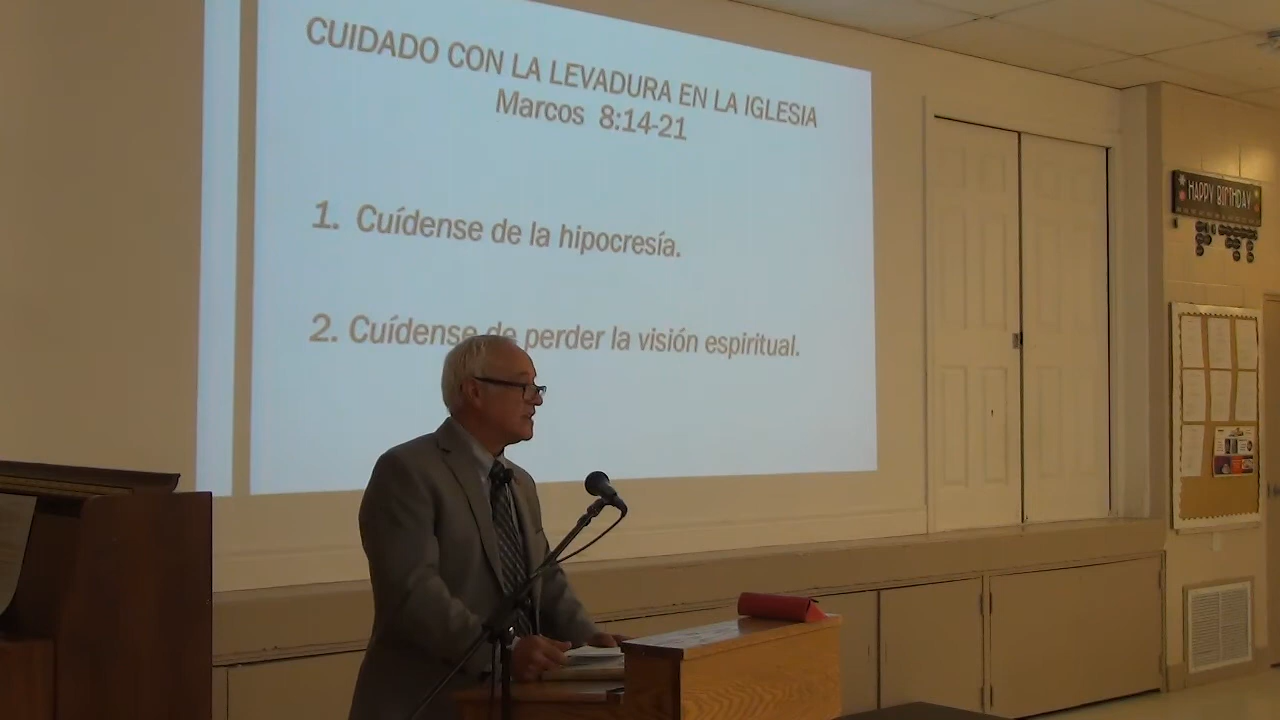 CUIDADO CON LA LEVADURA EN LA IGLESIA
Marcos 8:14-21
1. Cuídense de la hipocresía.
2. Cuídense de perder la visión espiritual.
HAPPY BIRTHDAY